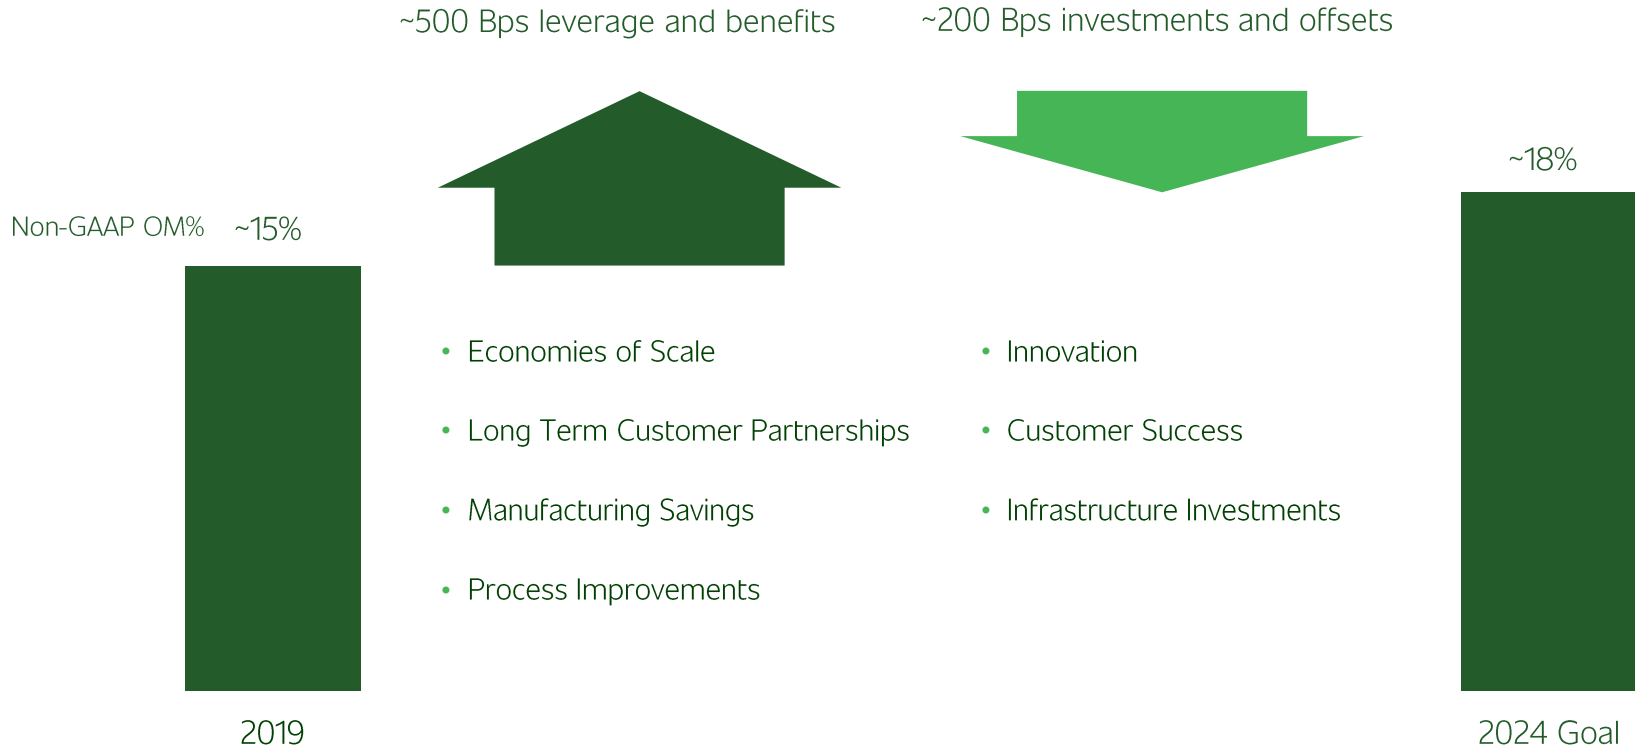 ~500 Bps leverage and benefits
~200 Bps investments and offsets
~18%
Non-GAAP OM%
~15%
• Economies of Scale
• Long Term Customer Partnerships
• Manufacturing Savings
• Process Improvements
• Innovation
• Customer Success
• Infrastructure Investments
2019
2024 Goal